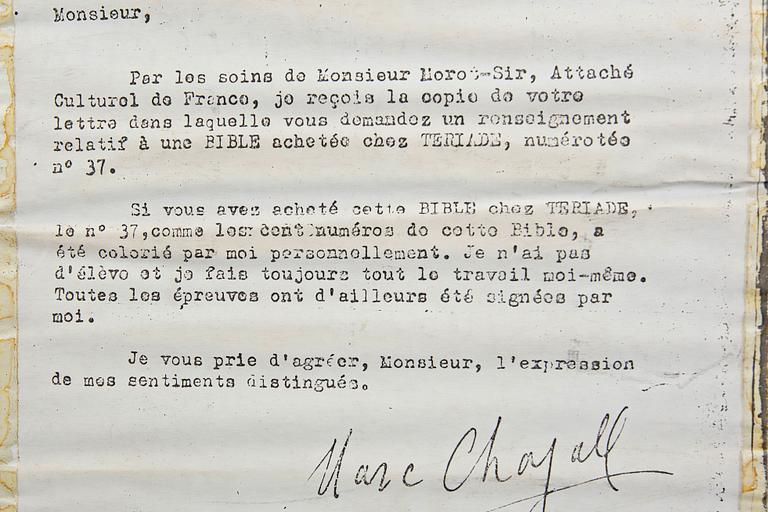 Monsieur,
Par les soins de Monsieur Morot-Sir, Attaché
Culturel de France, je reçois la copie de votre
lettre dans laquelle vous demandez un renseignement
relatif à une BIBLE achetée chez TERIADE, numérotée
n° 37.
Si vous avez acheté cette BIBLE chez TERIADE,
le n° 37,comme les cent numéros de cette Bible, a
été colorié par moi personnellement. Je n'ai pas
d'élève et je fais toujours tout le travail moi-même.
Toutes les épreuves ont d'ailleurs été signées par
moi.
Je vous prie d'agréer, Monsieur, l'expression
de mes sentiments distingués.
Marc Chagall